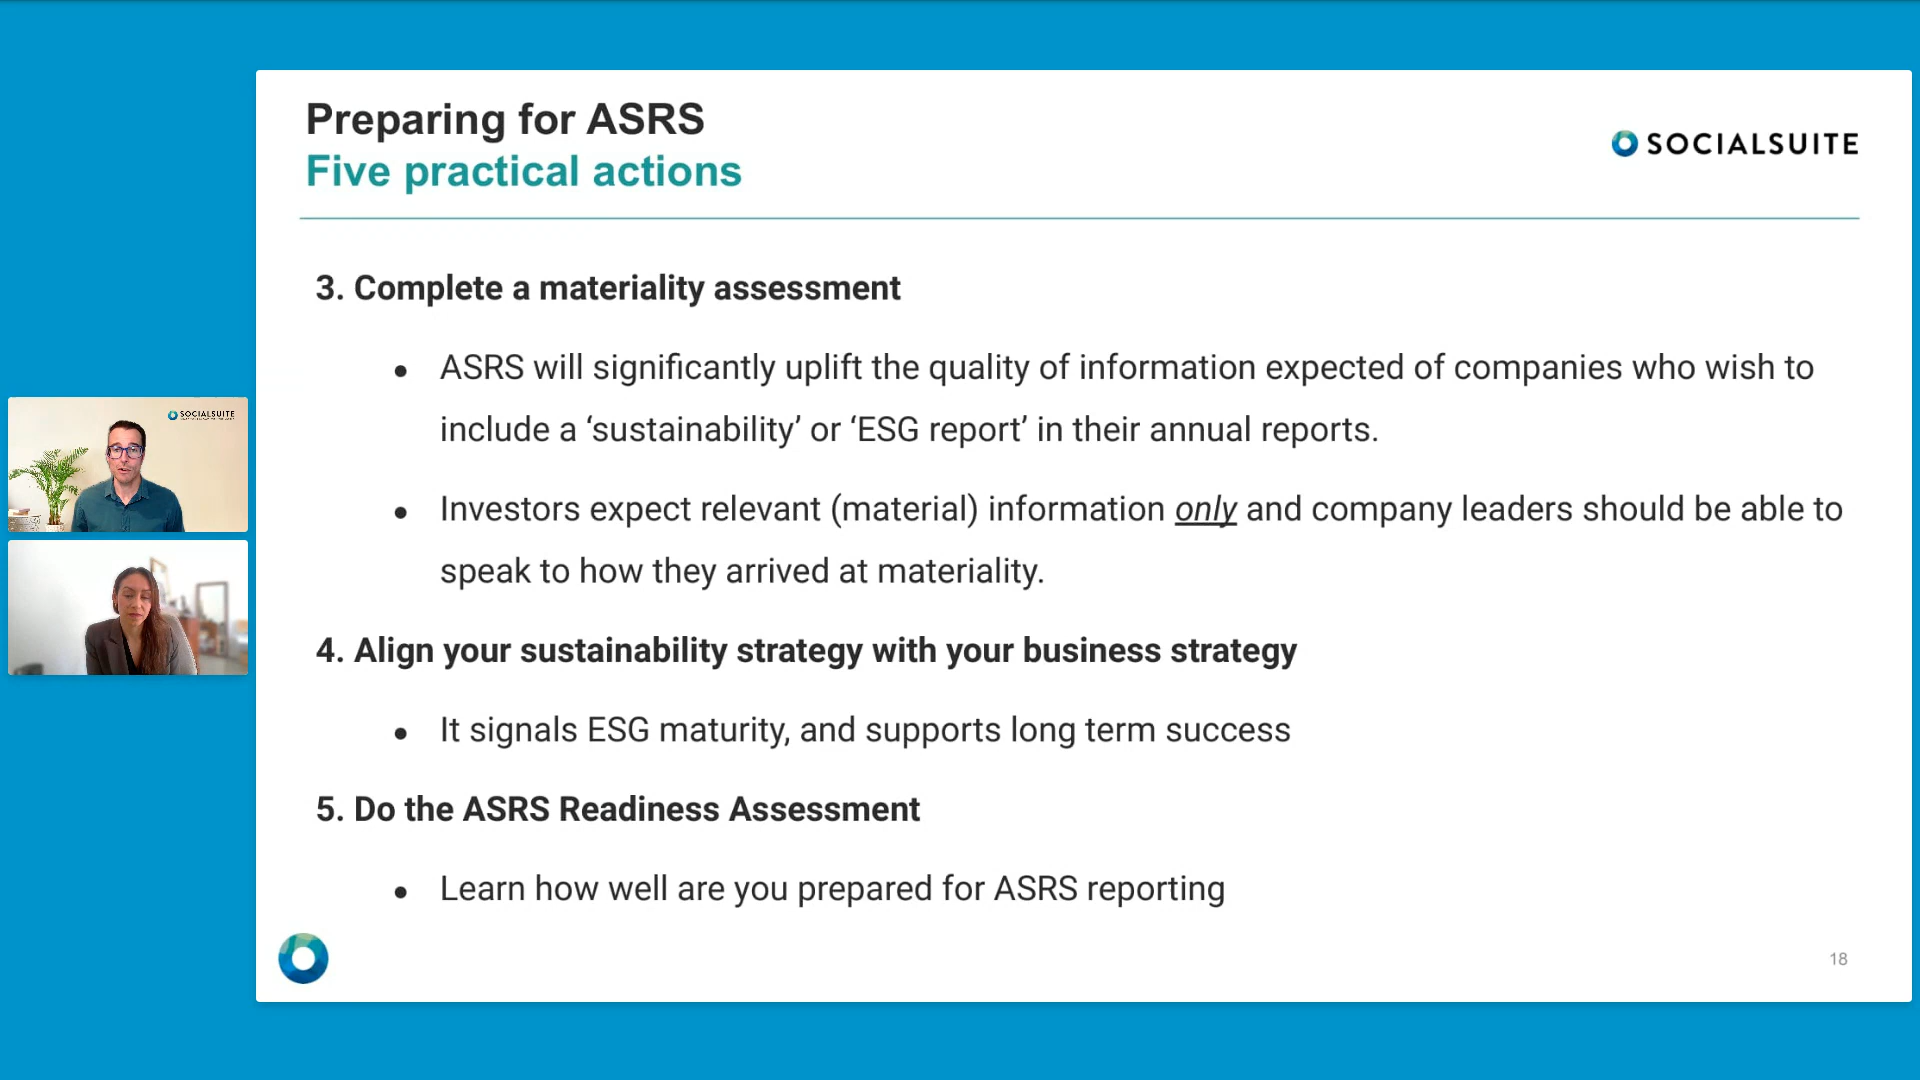 Preparing for ASRS
Five practical actions
SOCIALSUITE
3. Complete a materiality assessment
● ASRS will significantly uplift the quality of information expected of companies who wish to
include a ‘sustainability’ or ‘ESG report’ in their annual reports.
● Investors expect relevant (material) information only and company leaders should be able to
speak to how they arrived at materiality.
4. Align your sustainability strategy with your business strategy
● It signals ESG maturity, and supports long term success
5. Do the ASRS Readiness Assessment
● Learn how well are you prepared for ASRS reporting
18
SOCIALSUITE